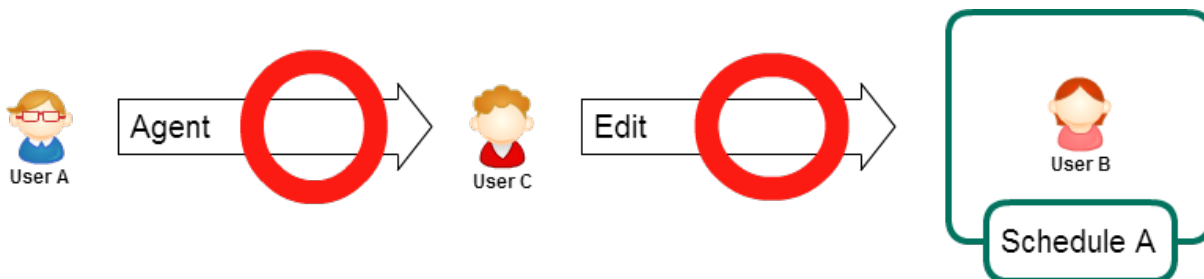 Agent
Edit
User A
User C
User B
Schedule A